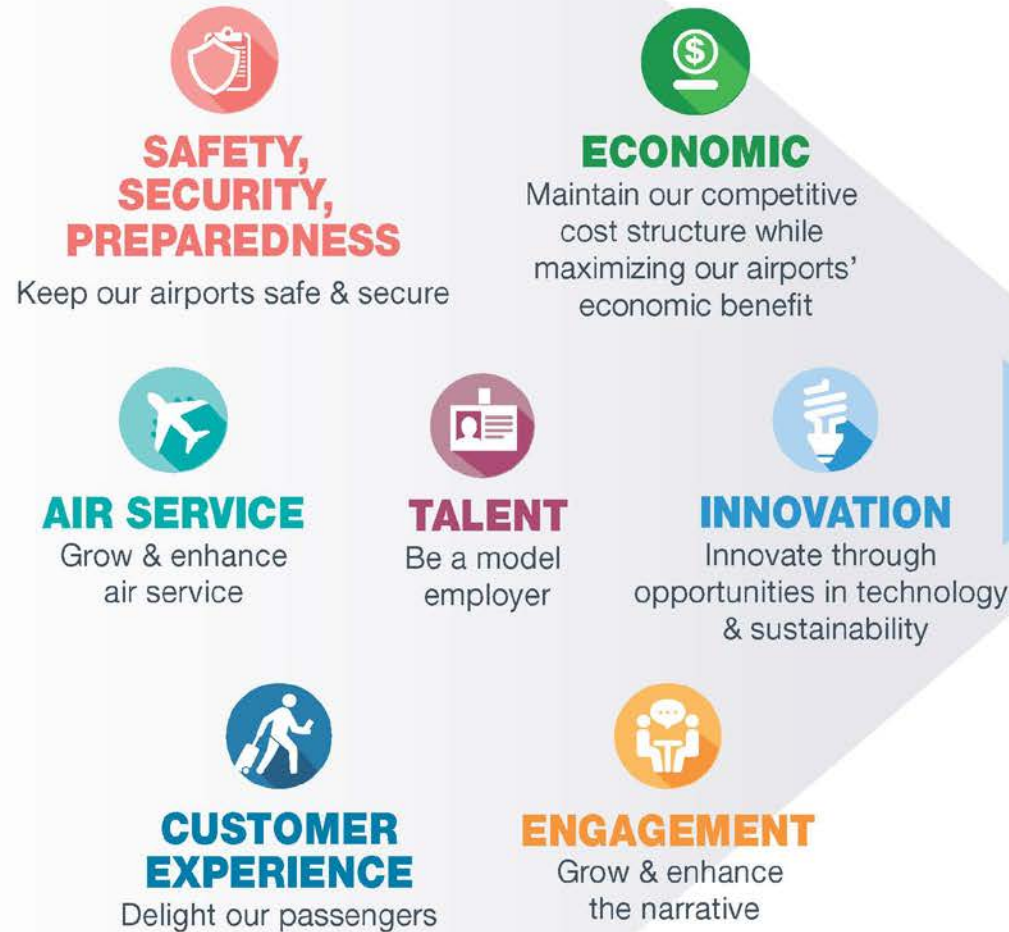 SAFETY,
SECURITY,
PREPAREDNESS
Keep our airports safe & secure
$
ECONOMIC
Maintain our competitive
cost structure while
maximizing our airports’
economic benefit
AIR SERVICE
Grow & enhance
air service
TALENT
Be a model
employer
INNOVATION
Innovate through
opportunities in technology
& sustainability
CUSTOMER
EXPERIENCE
Delight our passengers
ENGAGEMENT
Grow & enhance
the narrative